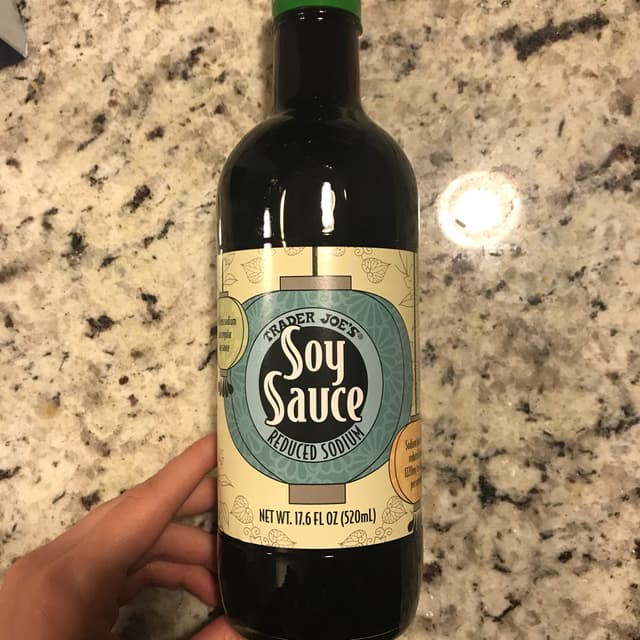 TRADER JOE'S®
Soy
Sauce
REDUCED SODIUM
NET WT. 17.6 FL OZ (520mL)